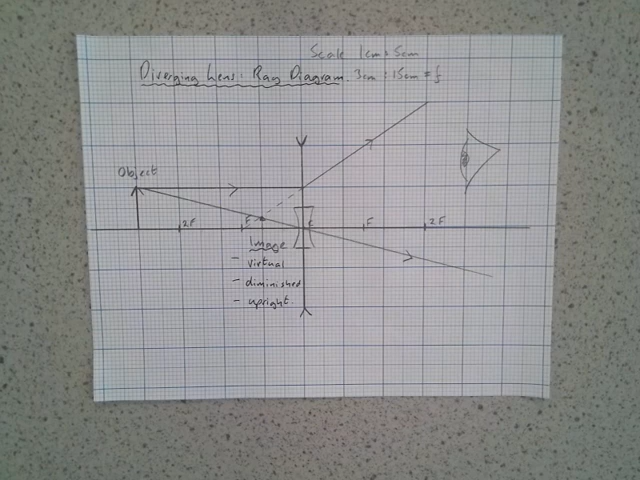 Scale 1cm = 5cm
Diverging Lens: Ray Diagram. 3cm : 15cm = f
Object
2F F c F 2F
Image
- virtual
- diminished
- upright.